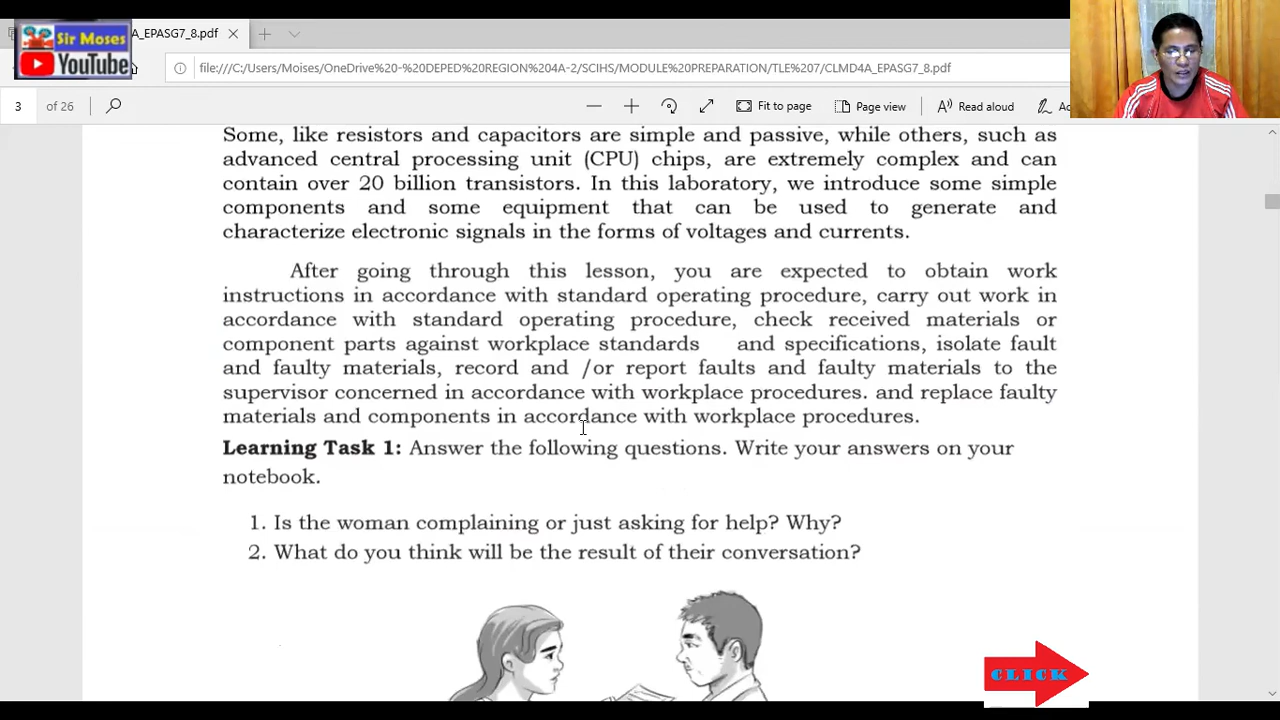 Sir Moses
YouTube
A_EPASG7_8.pdf
file:///C:/Users/Moises/OneDrive%20-%20DEPED%20REGION%204A-2/SCIHS/MODULE%20PREPARATION/TLE%207/CLMD4A_EPASG7_8.pdf
3 of 26
Fit to page
Page view
Read aloud
Some, like resistors and capacitors are simple and passive, while others, such as
advanced central processing unit (CPU) chips, are extremely complex and can
contain over 20 billion transistors. In this laboratory, we introduce some simple
components and some equipment that can be used to generate and
characterize electronic signals in the forms of voltages and currents.
After going through this lesson, you are expected to obtain work
instructions in accordance with standard operating procedure, carry out work in
accordance with standard operating procedure, check received materials or
component parts against workplace standards and specifications, isolate fault
and faulty materials, record and /or report faults and faulty materials to the
supervisor concerned in accordance with workplace procedures. and replace faulty
materials and components in accordance with workplace procedures.
Learning Task 1: Answer the following questions. Write your answers on your
notebook.
1. Is the woman complaining or just asking for help? Why?
2. What do you think will be the result of their conversation?
CLICK